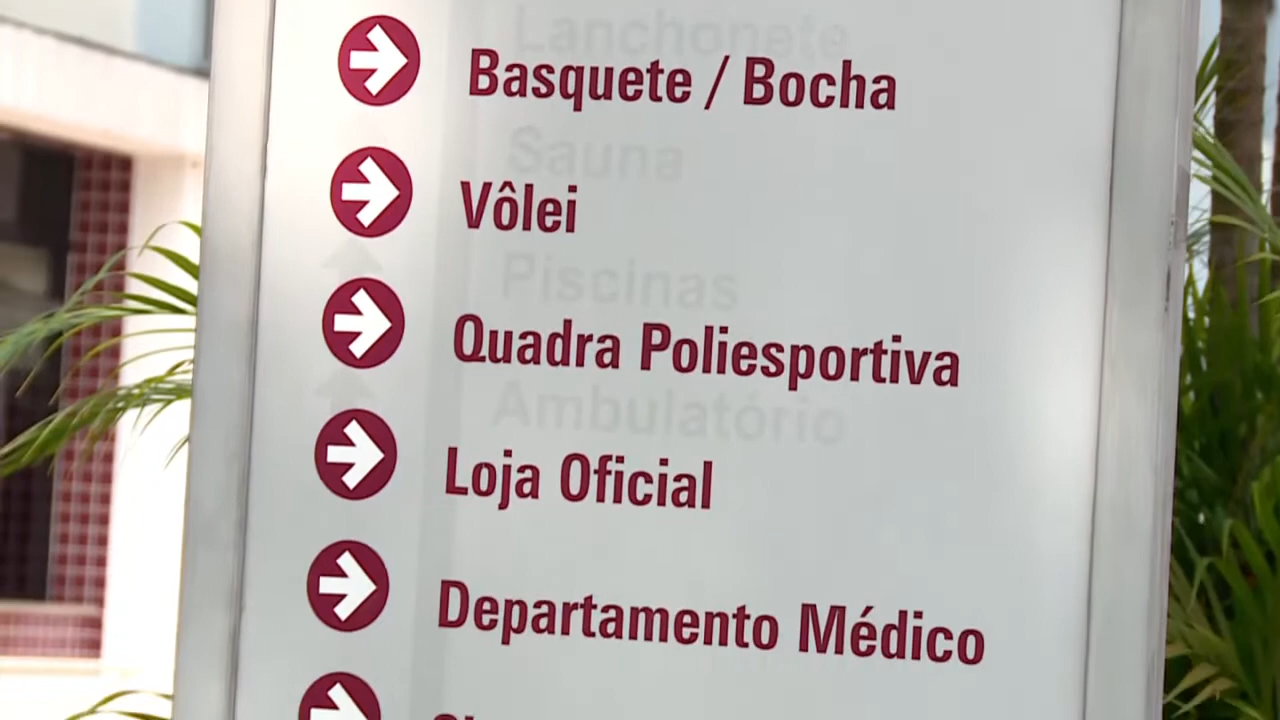 Lanchonete
Basquete / Bocha
Sauna
Vôlei
Piscinas
Quadra Poliesportiva
Ambulatório
Loja Oficial
Departamento Médico